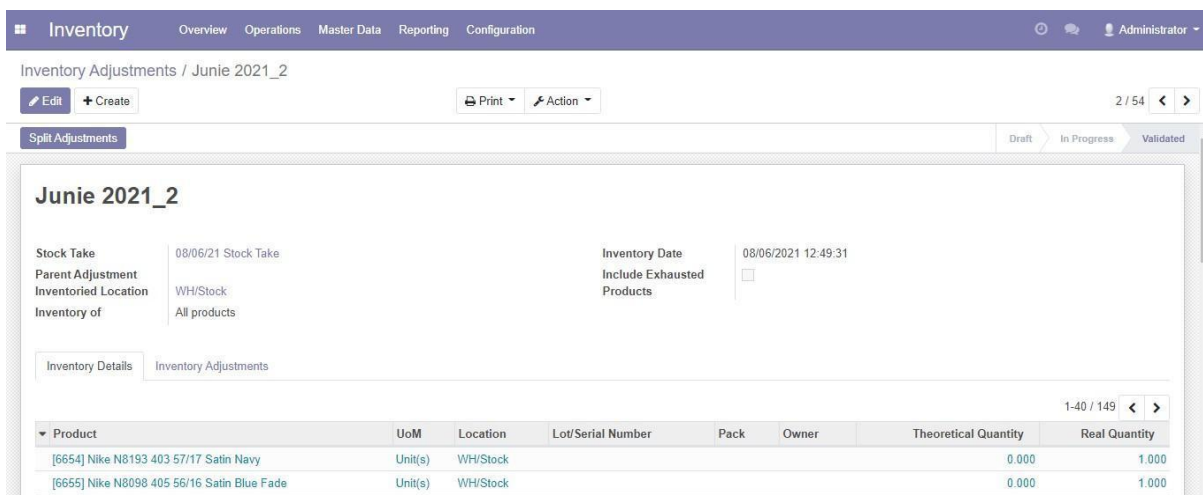 Inventory Overview Operations Master Data Reporting Configuration Administrator
Inventory Adjustments / Junie 2021_2
Edit + Create Print Action 2 / 54
Split Adjustments Draft In Progress Validated
Junie 2021_2
Stock Take 08/06/21 Stock Take Inventory Date 08/06/2021 12:49:31
Parent Adjustment Include Exhausted
Inventoried Location WH/Stock Products
Inventory of All products
Inventory Details Inventory Adjustments
1-40 / 149
Product UoM Location Lot/Serial Number Pack Owner Theoretical Quantity Real Quantity
[6654] Nike N8193 403 57/17 Satin Navy Unit(s) WH/Stock 0.000 1.000
[6655] Nike N8098 405 56/16 Satin Blue Fade Unit(s) WH/Stock 0.000 1.000